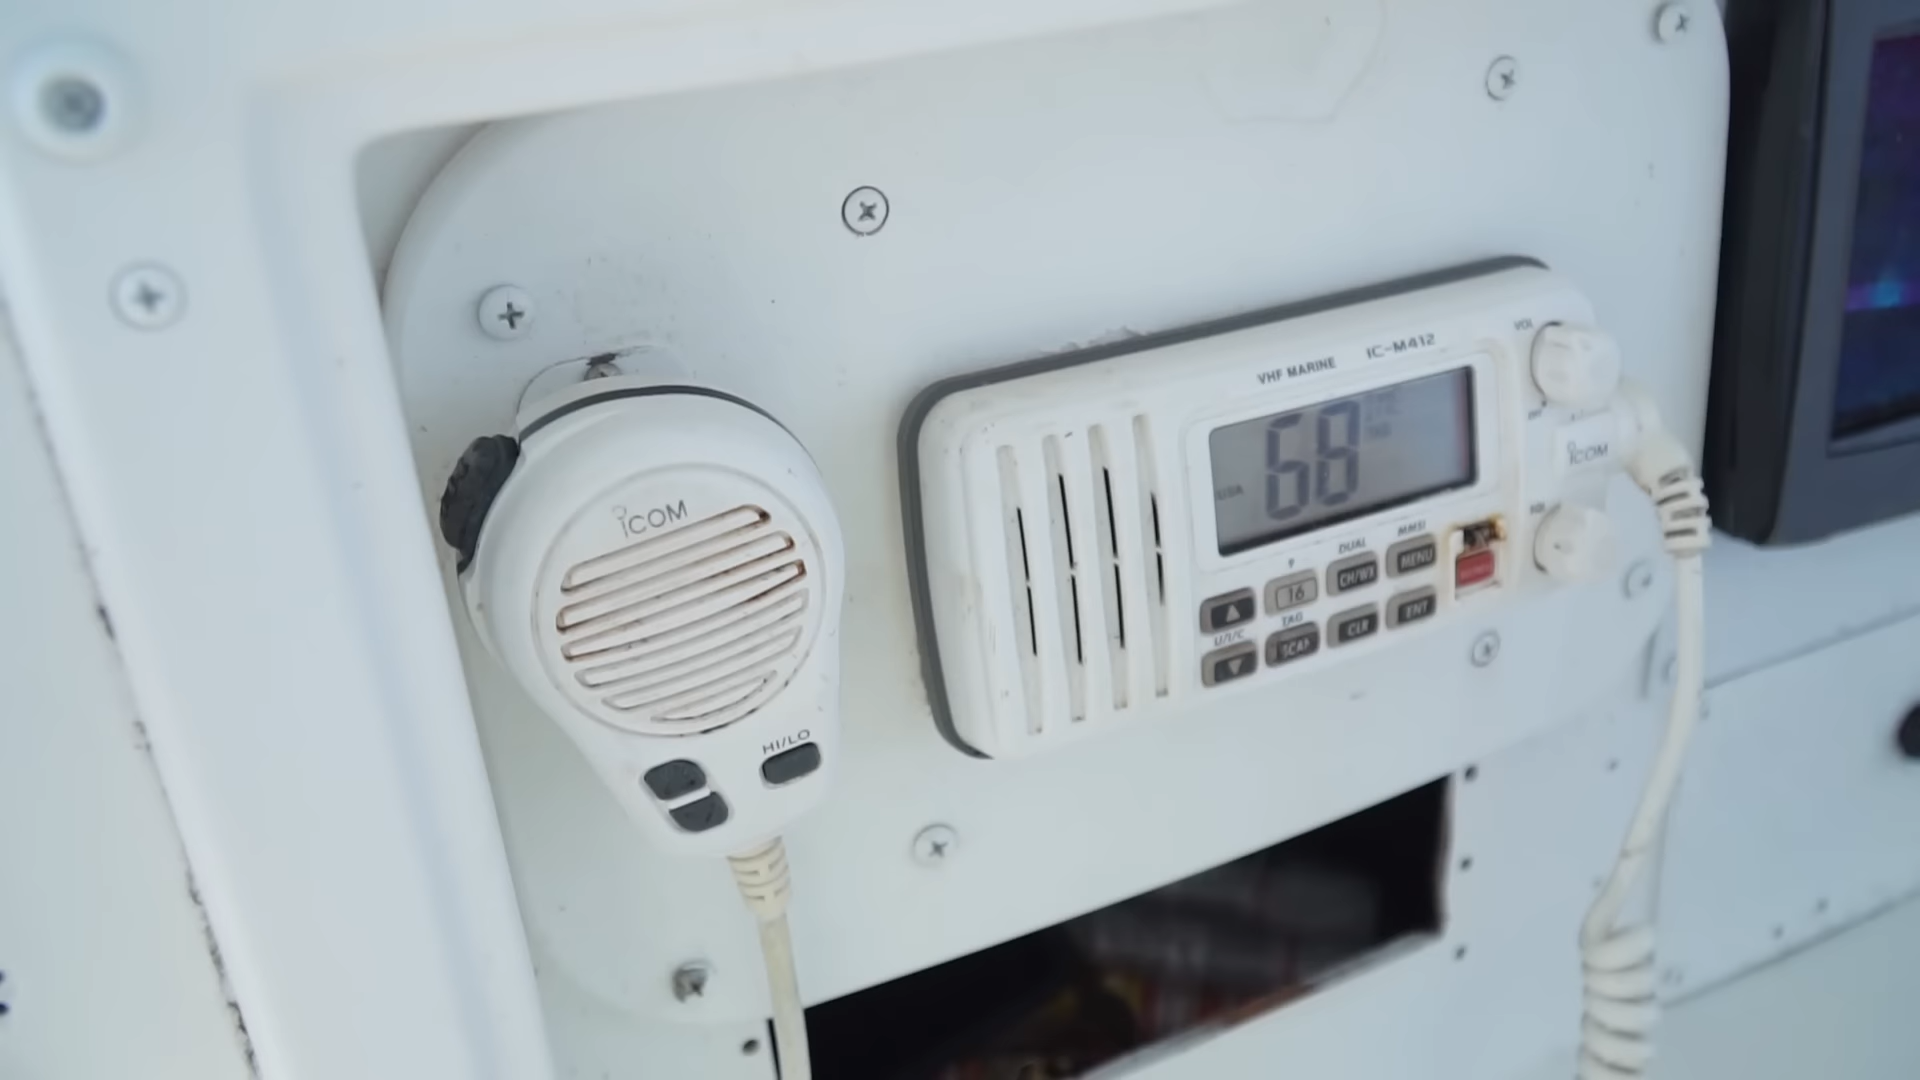 VHF MARINE IC-M412
VOL
68
USA
ICOM
ICOM
MMSI
DUAL
MENU
CH/WX
16
U/I/C
TAG
ENT
CLR
SCAN
HI/LO